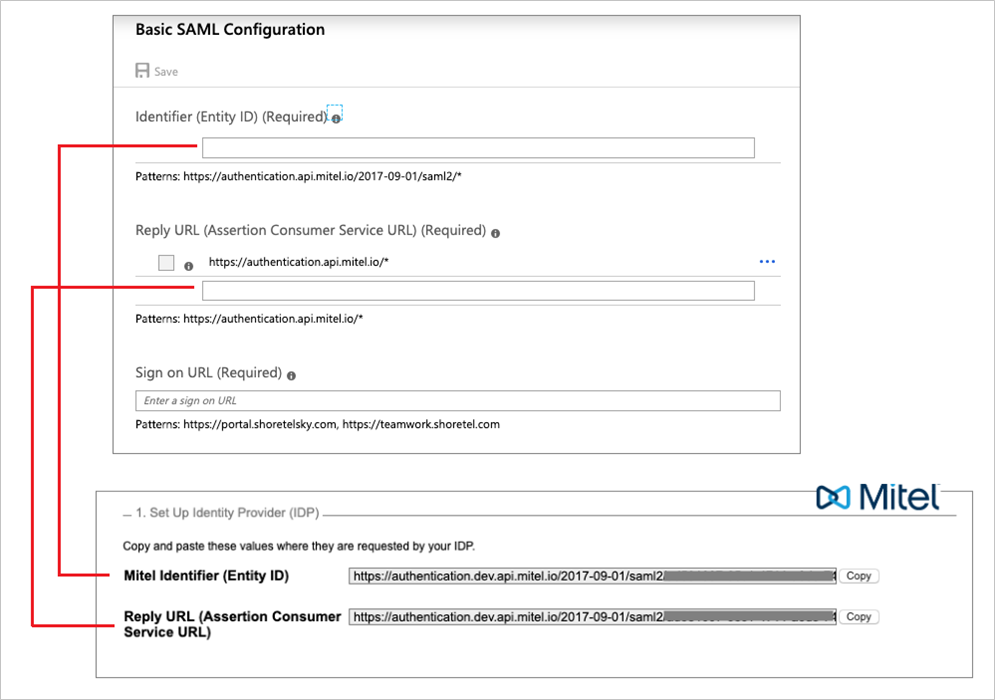 Basic SAML Configuration
Save
Identifier (Entity ID) (Required)
Patterns: https://authentication.api.mitel.io/2017-09-01/saml2/*
Reply URL (Assertion Consumer Service URL) (Required)
https://authentication.api.mitel.io/*
Patterns: https://authentication.api.mitel.io/*
Sign on URL (Required)
Enter a sign on URL
Patterns: https://portal.shoretelsky.com, https://teamwork.shoretel.com
Mitel
1. Set Up Identity Provider (IDP)
Copy and paste these values where they are requested by your IDP.
Mitel Identifier (Entity ID) https://authentication.dev.api.mitel.io/2017-09-01/saml2/ Copy
Reply URL (Assertion Consumer https://authentication.dev.api.mitel.io/2017-09-01/saml2/ Copy
Service URL)